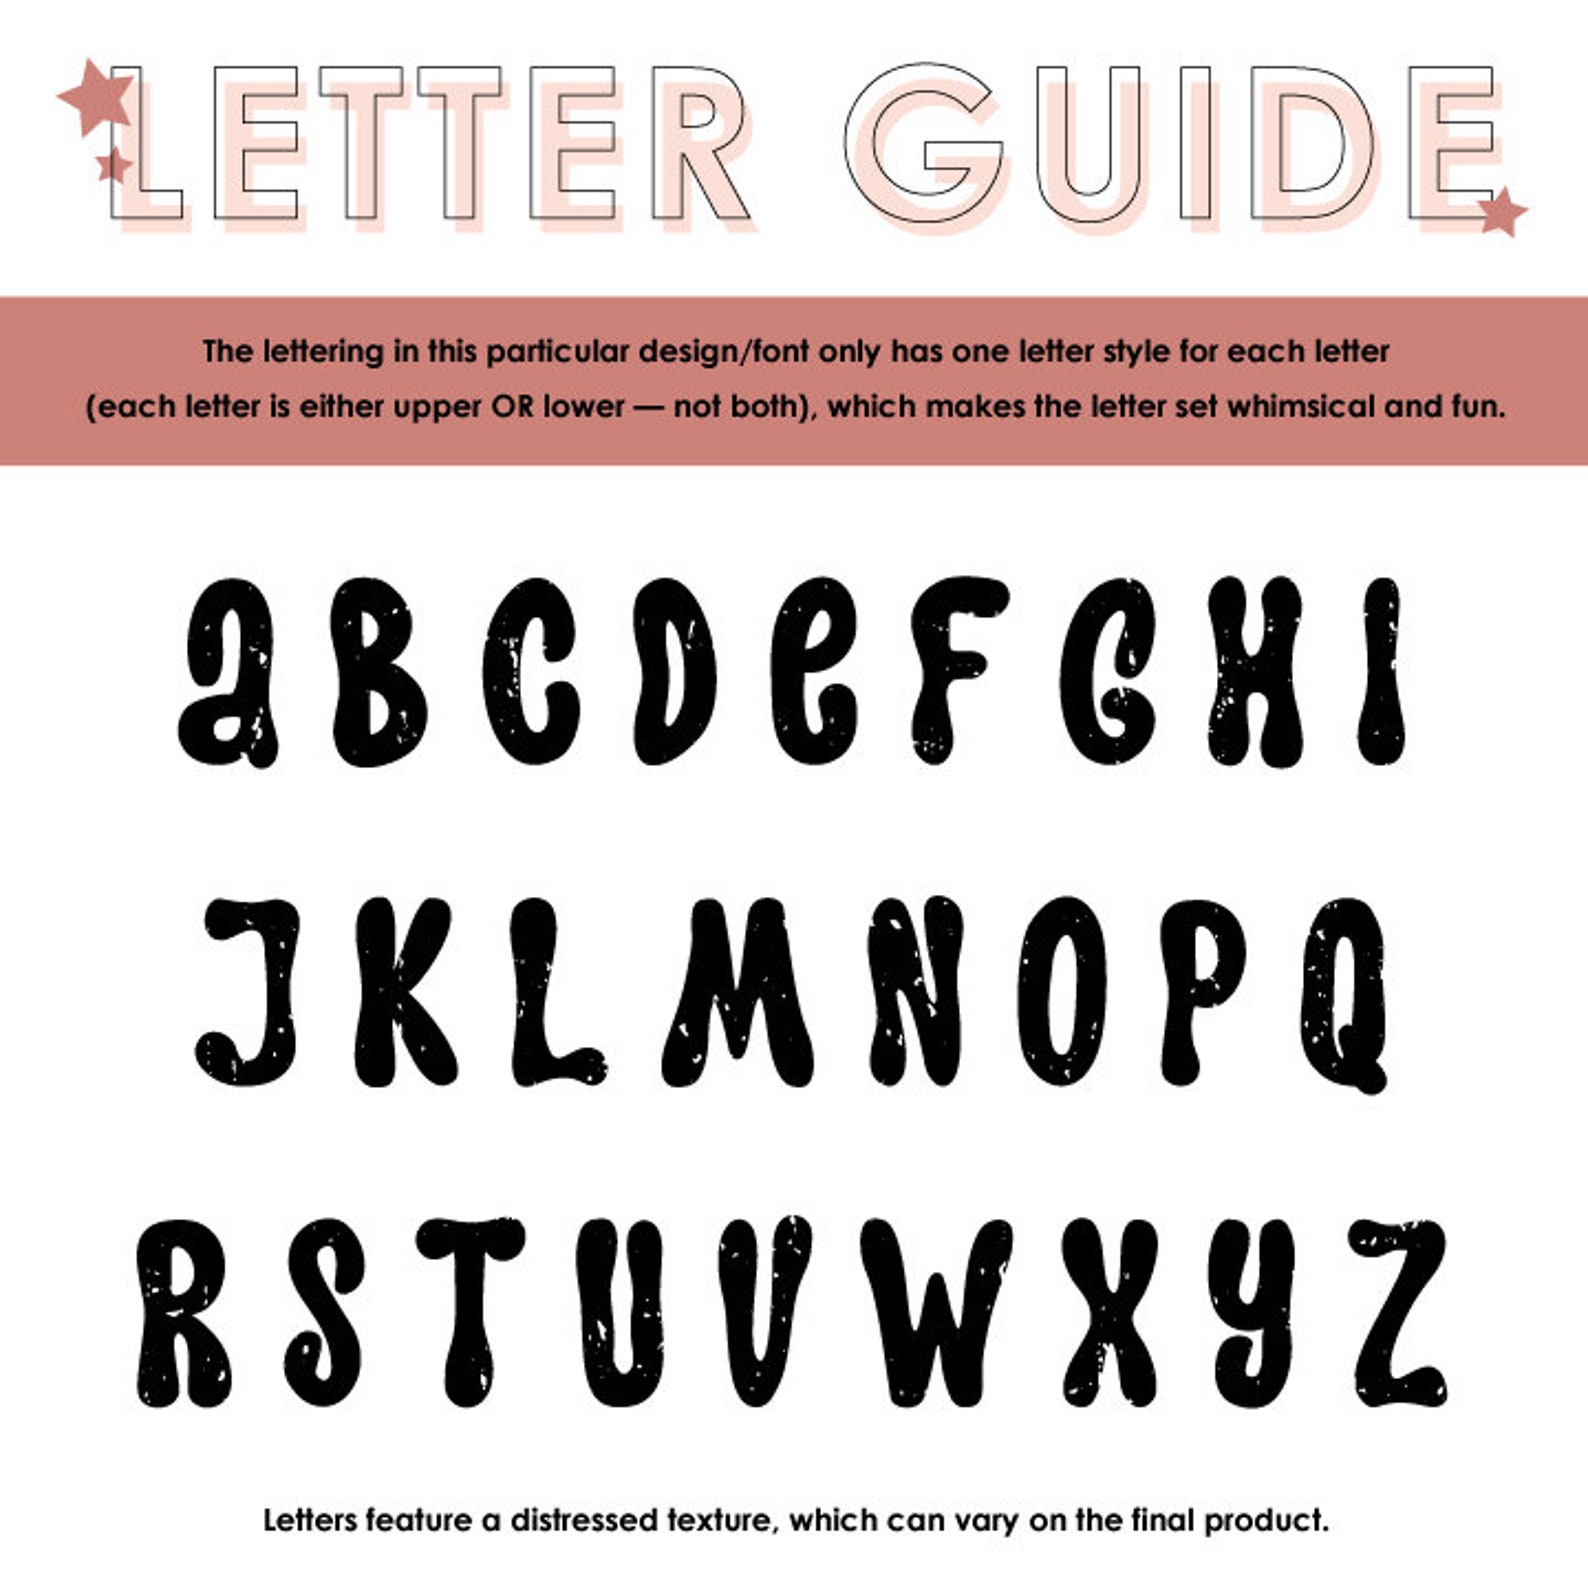 LETTER GUIDE
The lettering in this particular design/font only has one letter style for each letter
(each letter is either upper OR lower — not both), which makes the letter set whimsical and fun.
a B C D e F G H I
J K L M N O P Q
R S T U V W X y Z
Letters feature a distressed texture, which can vary on the final product.